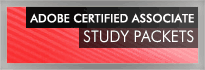 ADOBE CERTIFIED ASSOCIATE
STUDY PACKETS